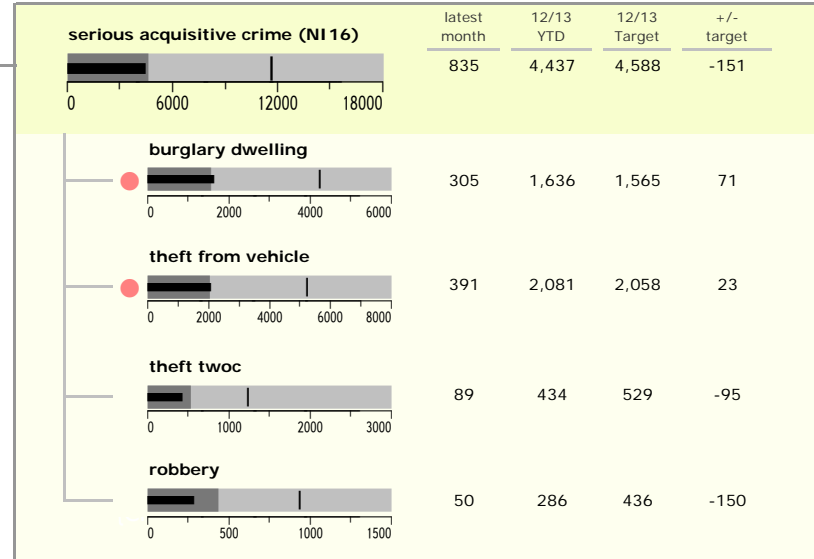 latest 12/13 12/13 +/-
serious acquisitive crime (NI16) month YTD Target target
835 4,437 4,588 -151
0 6000 12000 18000
burglary dwelling
305 1,636 1,565 71
0 2000 4000 6000
theft from vehicle
391 2,081 2,058 23
0 2000 4000 6000 8000
theft twoc
89 434 529 -95
0 1000 2000 3000
robbery
50 286 436 -150
0 500 1000 1500